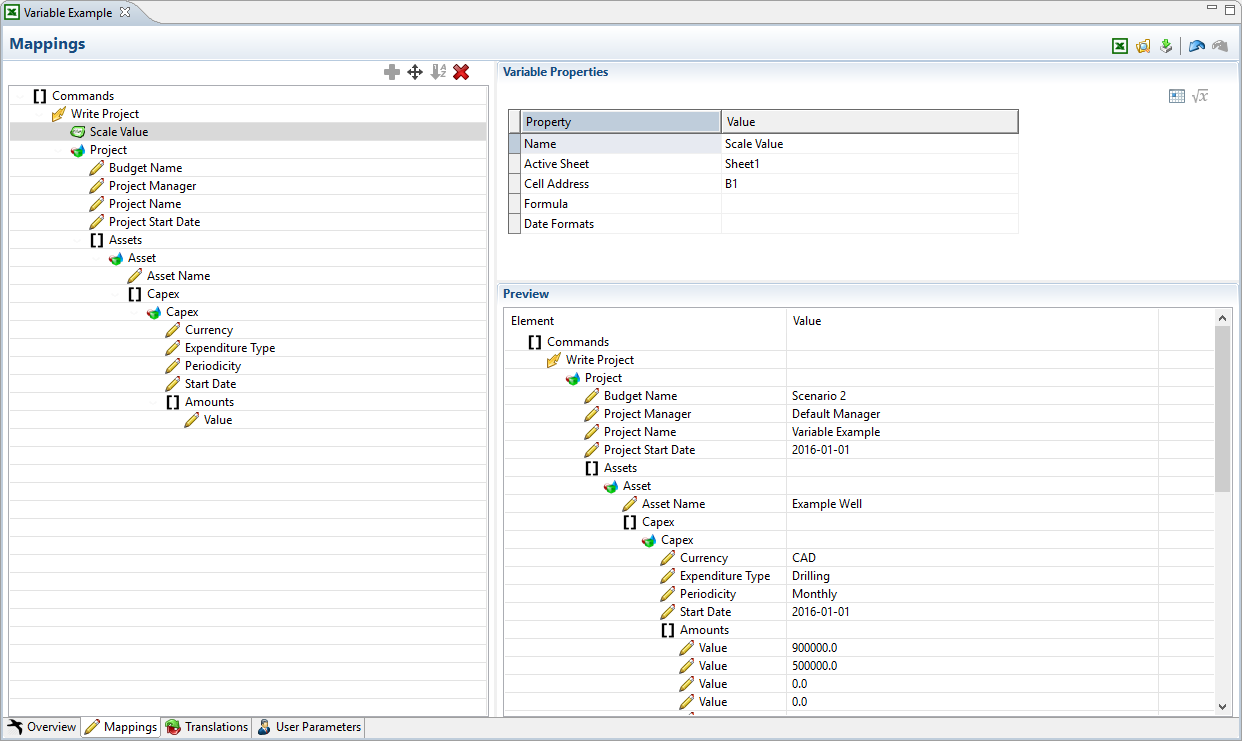 Variable Example
Mappings
Commands
Write Project
Scale Value
Project
Budget Name
Project Manager
Project Name
Project Start Date
Assets
Asset
Asset Name
Capex
Capex
Currency
Expenditure Type
Periodicity
Start Date
Amounts
Value
Variable Properties
Property Value
Name Scale Value
Active Sheet Sheet1
Cell Address B1
Formula
Date Formats
Preview
Element Value
Commands
Write Project
Project
Budget Name Scenario 2
Project Manager Default Manager
Project Name Variable Example
Project Start Date 2016-01-01
Assets
Asset
Asset Name Example Well
Capex
Capex
Currency CAD
Expenditure Type Drilling
Periodicity Monthly
Start Date 2016-01-01
Amounts
Value 900000.0
Value 500000.0
Value 0.0
Value 0.0
Overview Mappings Translations User Parameters